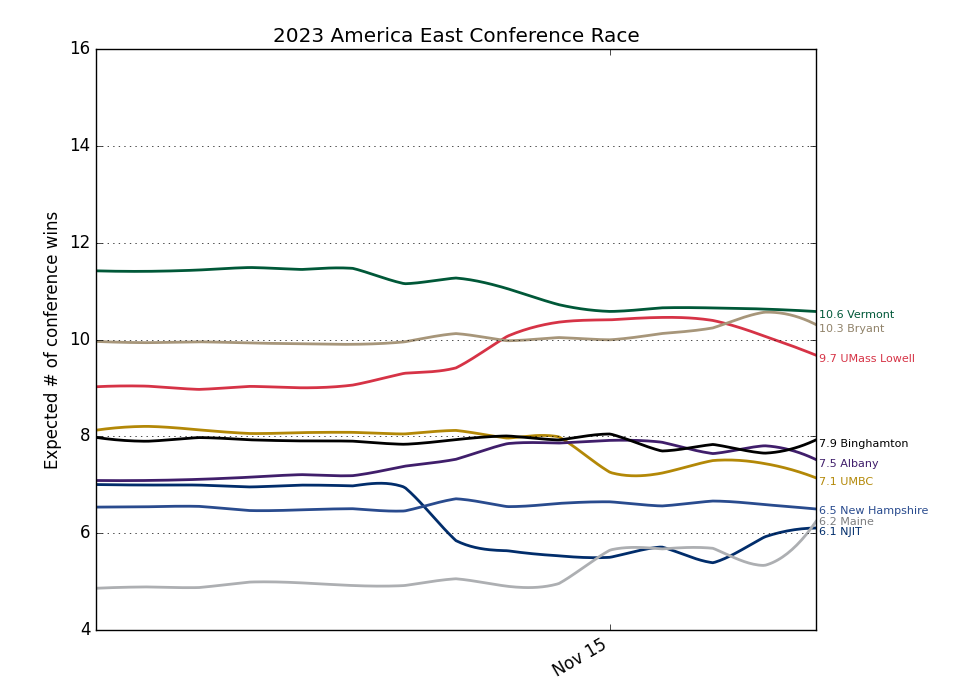 2023 America East Conference Race
Expected # of conference wins
16
14
12
10
8
6
4
Nov 15
10.6 Vermont
10.3 Bryant
9.7 UMass Lowell
7.9 Binghamton
7.5 Albany
7.1 UMBC
6.5 New Hampshire
6.2 Maine
6.1 NJIT